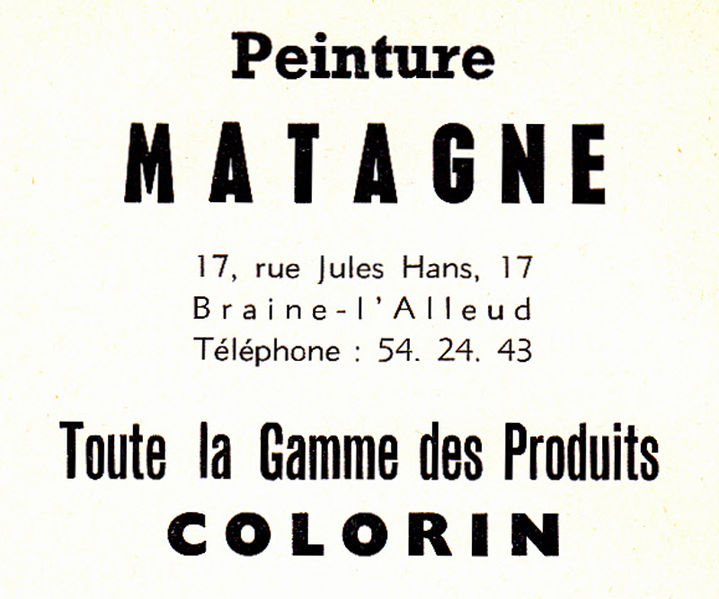 Peinture
MATAGNE
17, rue Jules Hans, 17
Braine-l'Alleud
Téléphone : 54. 24. 43
Toute la Gamme des Produits
COLORIN